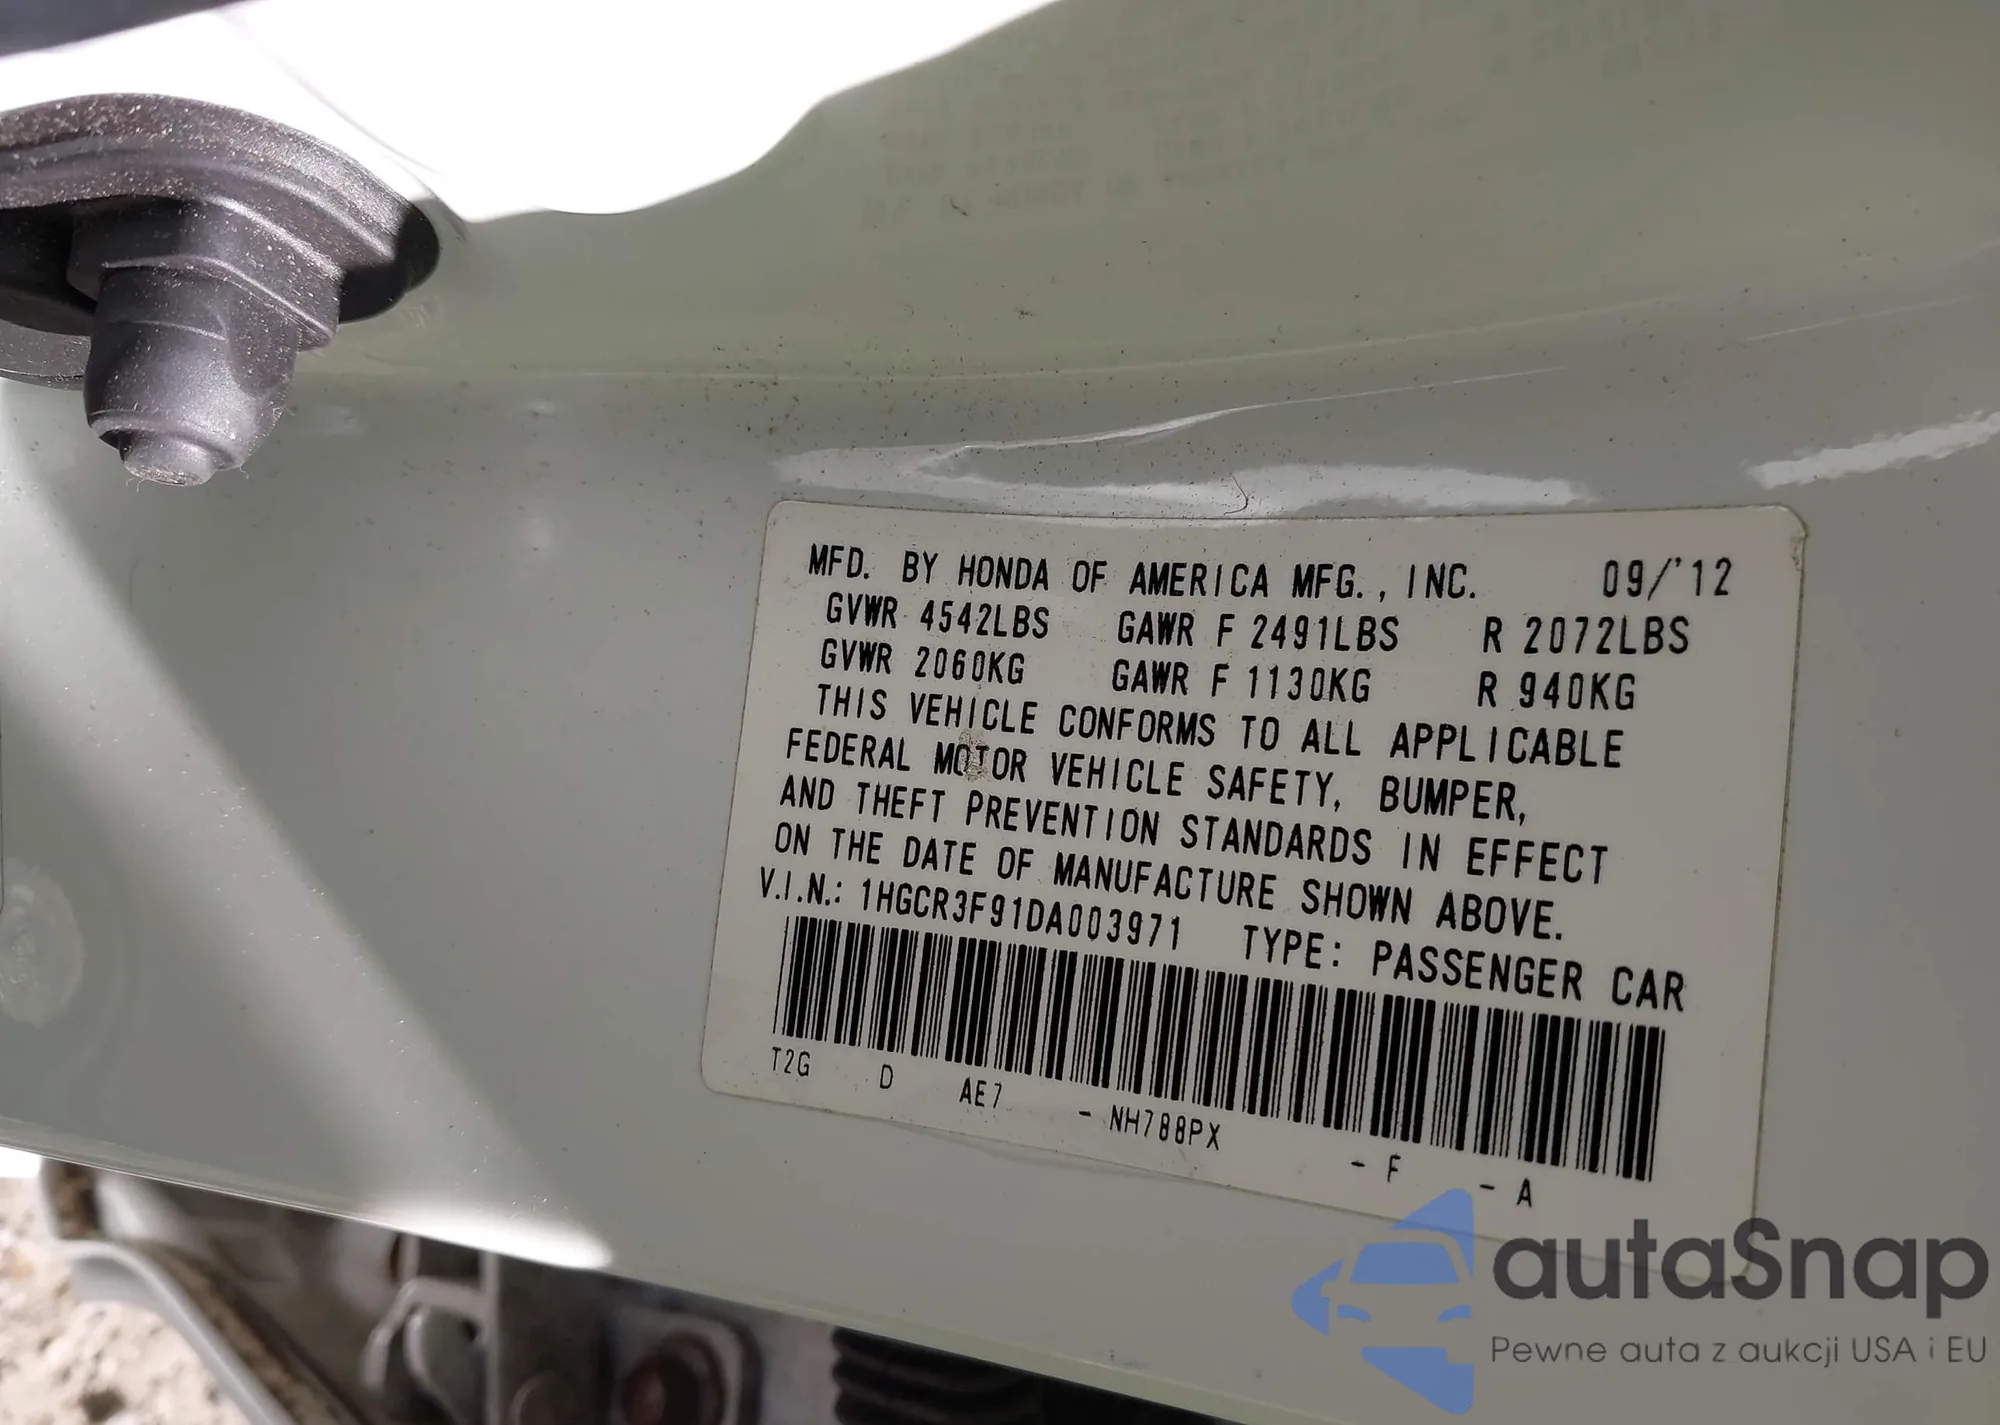 MFD. BY HONDA OF AMERICA MFG., INC. 09/'12
GVWR 4542LBS GAWR F 2491LBS R 2072LBS
GVWR 2060KG GAWR F 1130KG R 940KG
THIS VEHICLE CONFORMS TO ALL APPLICABLE
FEDERAL MOTOR VEHICLE SAFETY, BUMPER,
AND THEFT PREVENTION STANDARDS IN EFFECT
ON THE DATE OF MANUFACTURE SHOWN ABOVE.
V.I.N.: 1HGCR3F91DA003971 TYPE: PASSENGER CAR
T2G D AE7 - NH788PX - F - A
autaSnap
Pewne auta z aukcji USA i EU